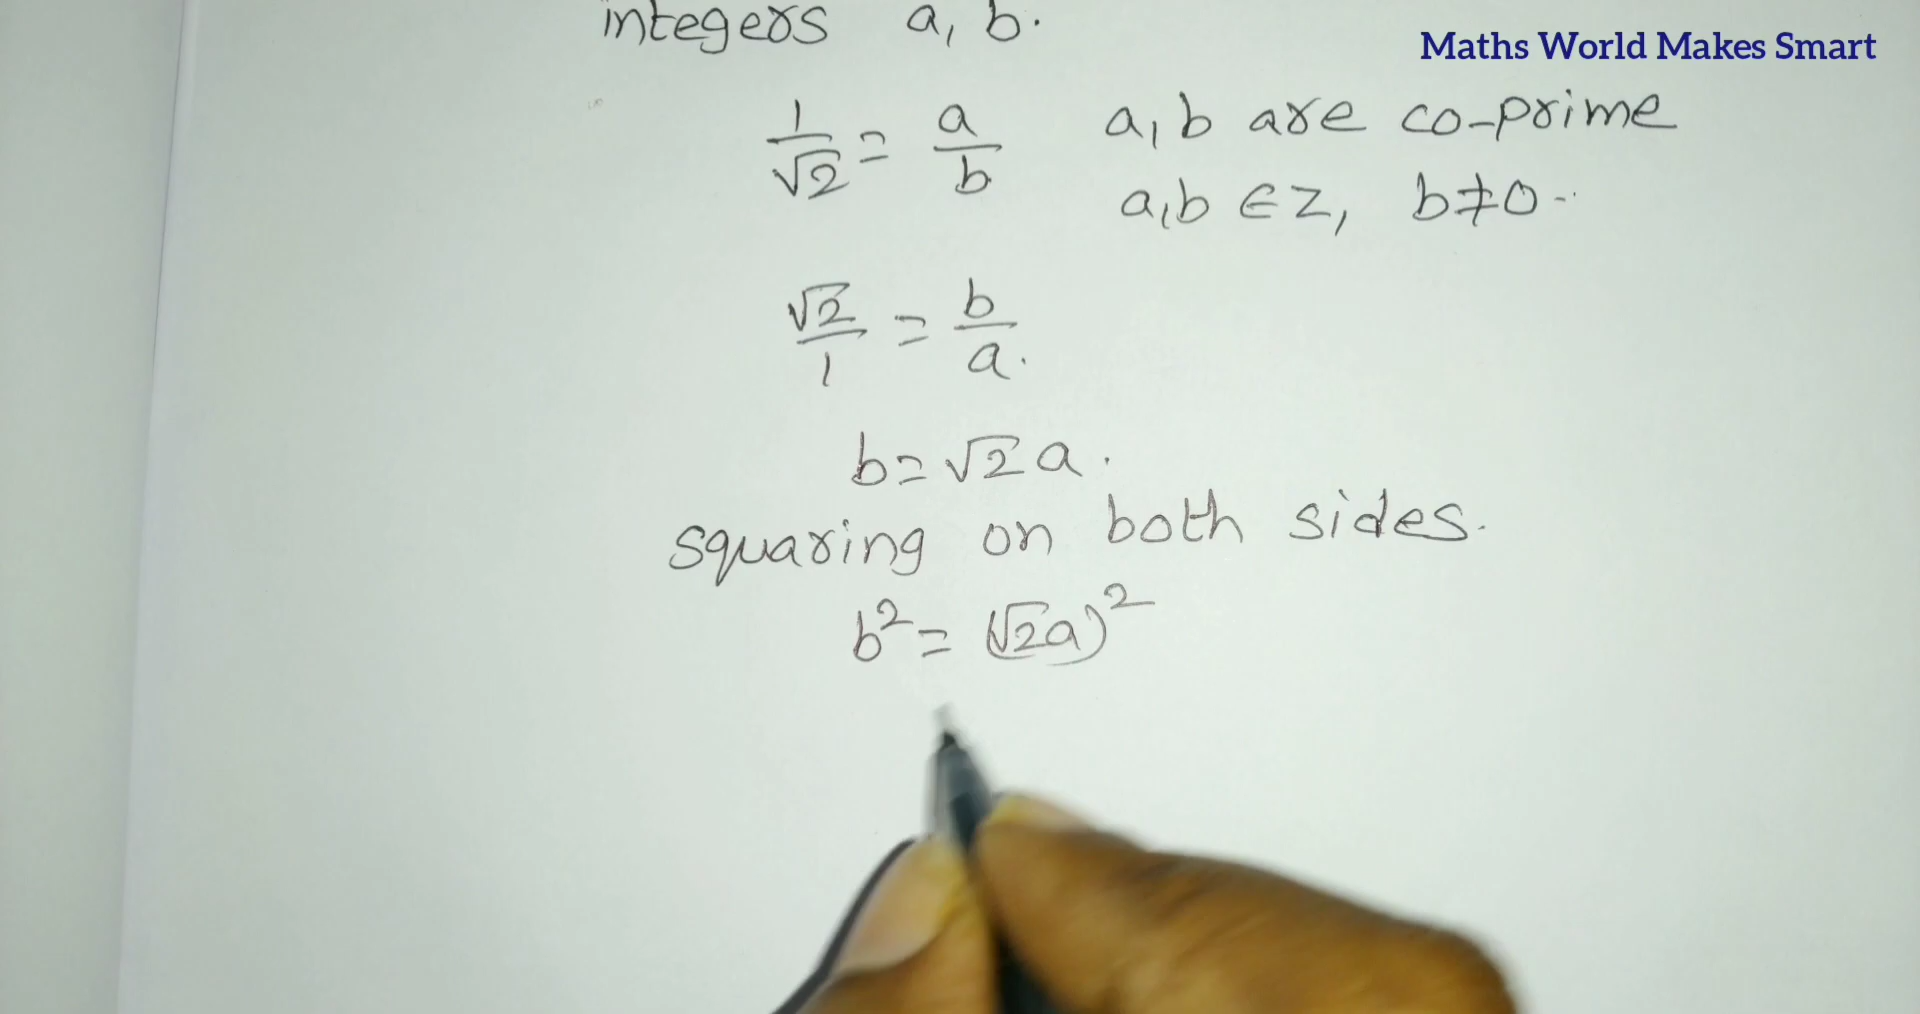 integers a, b.
Maths World Makes Smart
1/√2 = a/b a, b are co-prime
a, b ∈ Z, b ≠ 0.
√2/1 = b/a.
b = √2 a.
squaring on both sides.
b² = (√2a)²